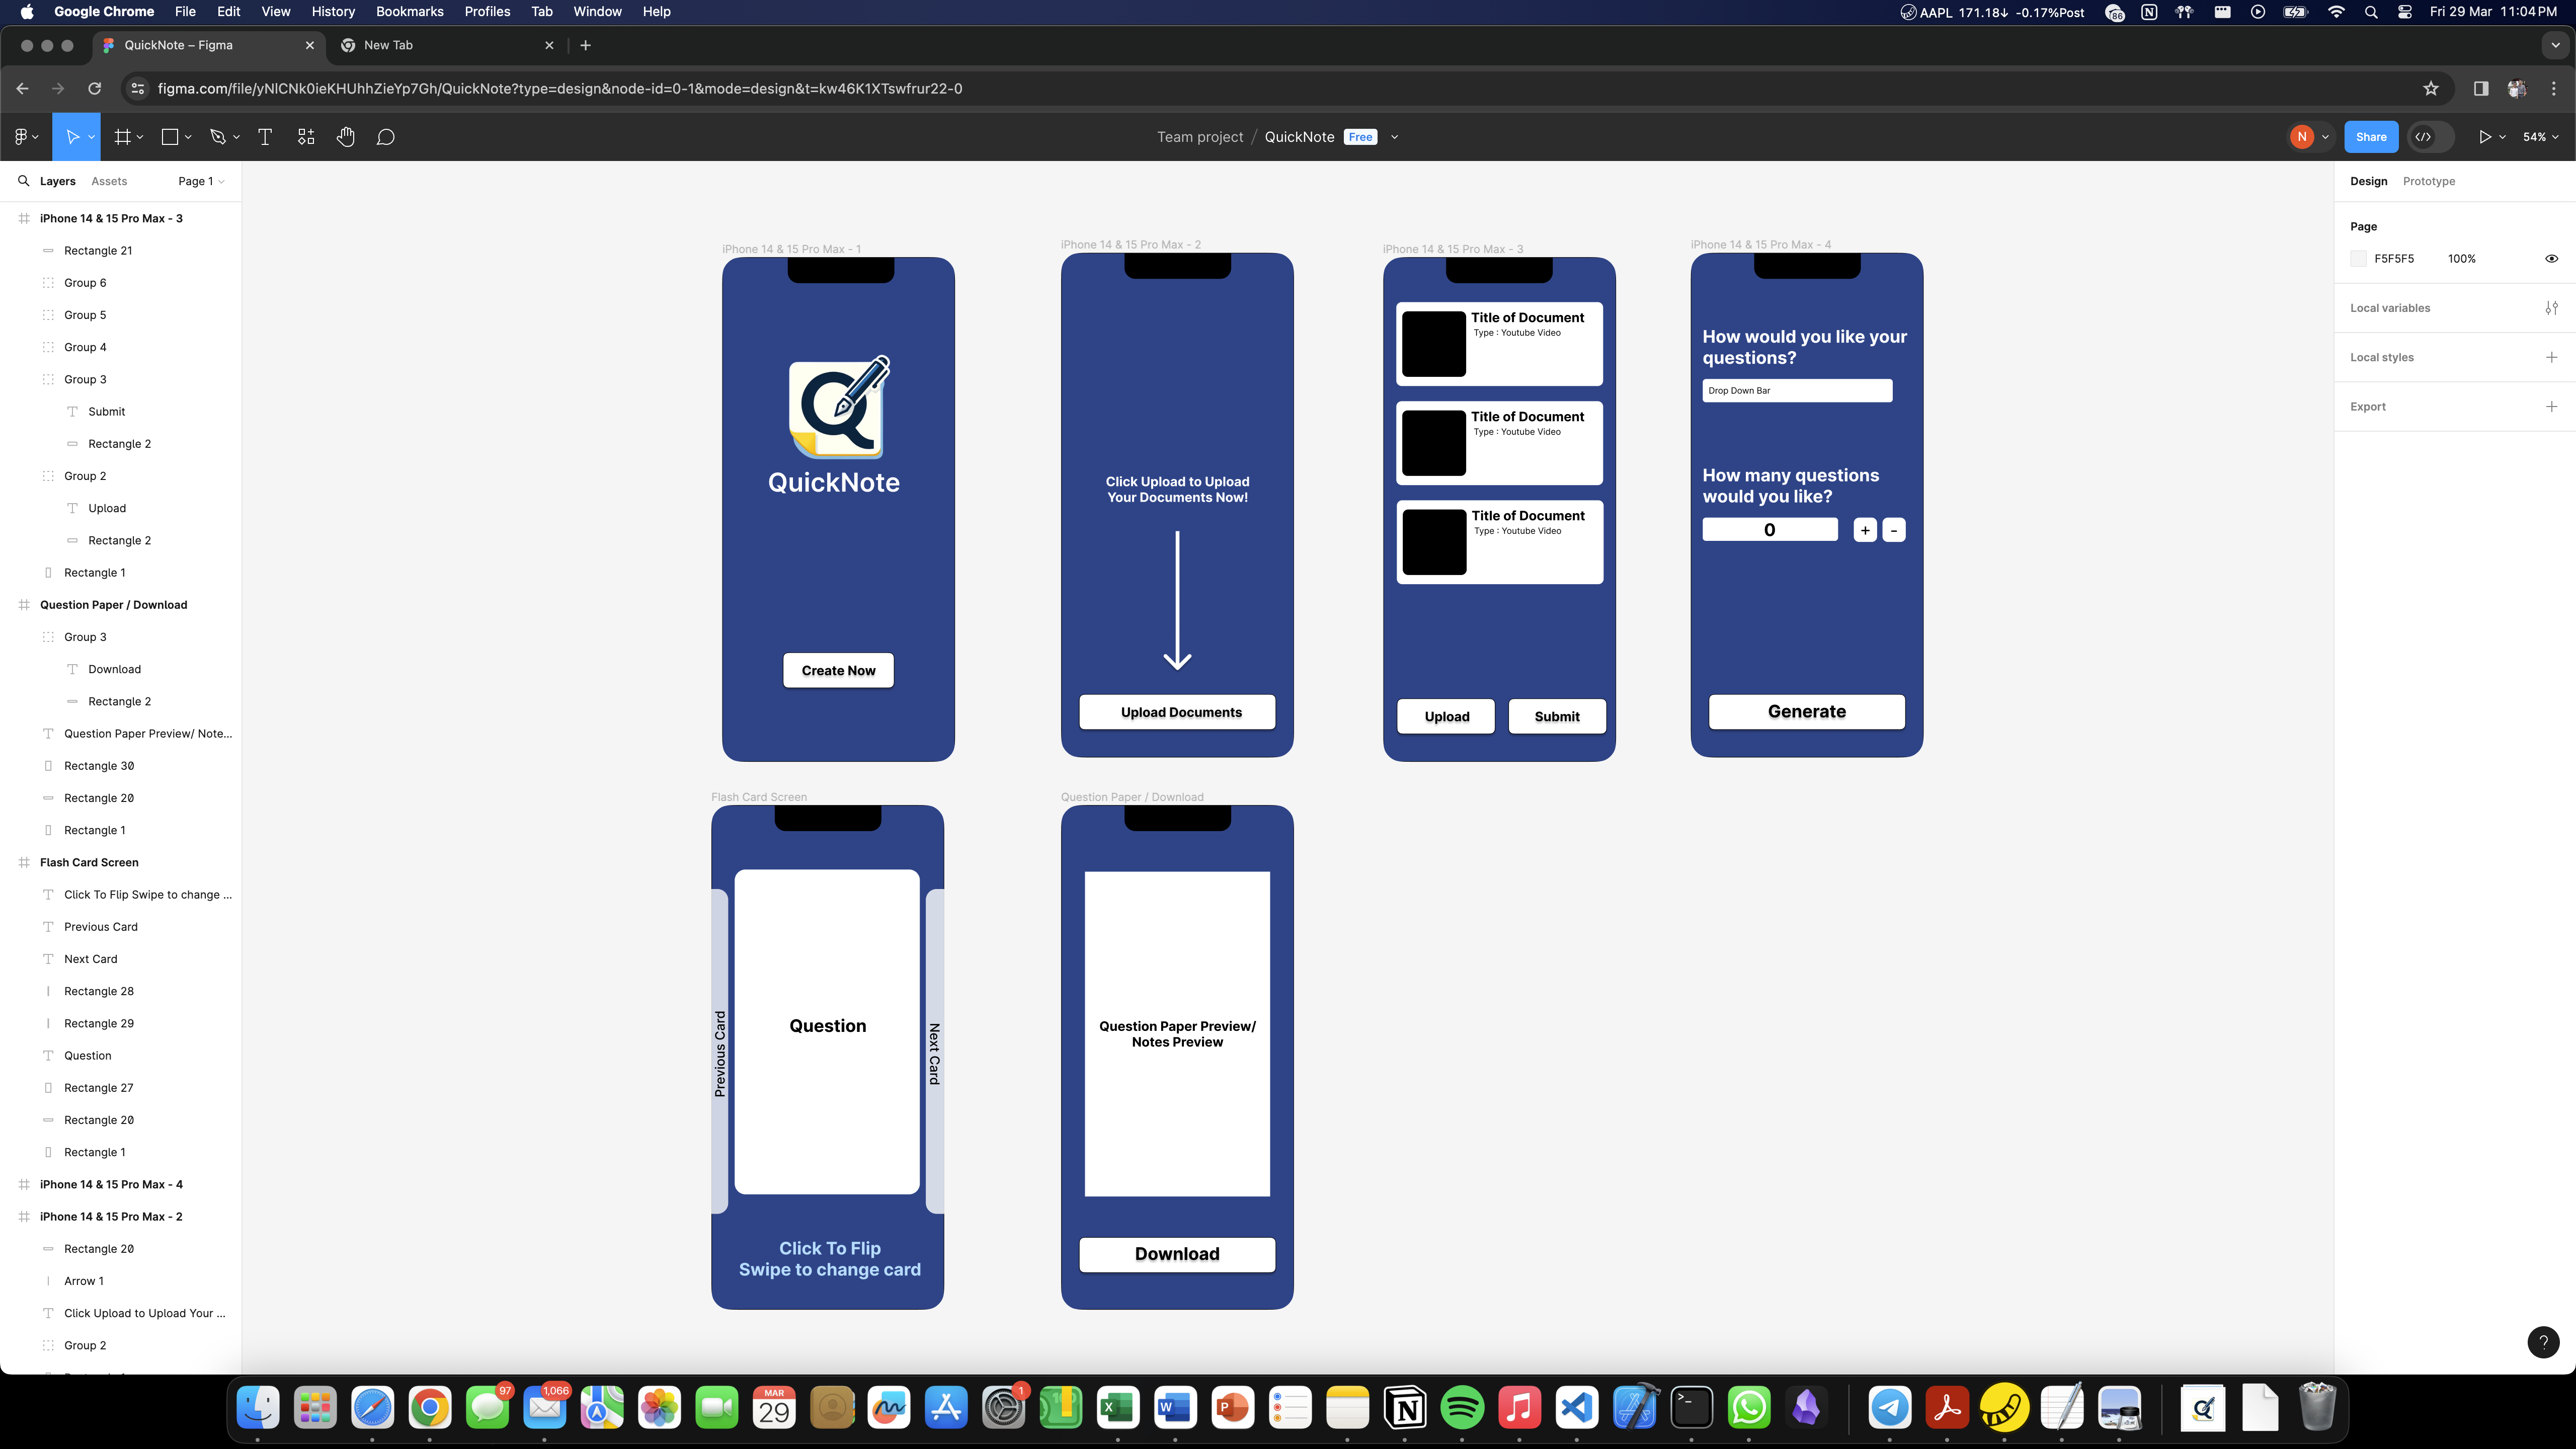 Google Chrome File Edit View History Bookmarks Profiles Tab Window Help
AAPL 171.18↓ -0.17%Post 86 Fri 29 Mar 11:04 PM
QuickNote – Figma
New Tab
figma.com/file/yNlCNk0ieKHUhhZieYp7Gh/QuickNote?type=design&node-id=0-1&mode=design&t=kw46K1XTswfrur22-0
Team project / QuickNote Free
N Share 54%
Layers Assets Page 1
iPhone 14 & 15 Pro Max - 3
Rectangle 21
Group 6
Group 5
Group 4
Group 3
Submit
Rectangle 2
Group 2
Upload
Rectangle 2
Rectangle 1
Question Paper / Download
Group 3
Download
Rectangle 2
Question Paper Preview/ Note...
Rectangle 30
Rectangle 20
Rectangle 1
Flash Card Screen
Click To Flip Swipe to change ...
Previous Card
Next Card
Rectangle 28
Rectangle 29
Question
Rectangle 27
Rectangle 20
Rectangle 1
iPhone 14 & 15 Pro Max - 4
iPhone 14 & 15 Pro Max - 2
Rectangle 20
Arrow 1
Click Upload to Upload Your ...
Group 2
iPhone 14 & 15 Pro Max - 1
QuickNote
Create Now
iPhone 14 & 15 Pro Max - 2
Click Upload to Upload
Your Documents Now!
Upload Documents
iPhone 14 & 15 Pro Max - 3
Title of Document
Type : Youtube Video
Title of Document
Type : Youtube Video
Title of Document
Type : Youtube Video
Upload
Submit
iPhone 14 & 15 Pro Max - 4
How would you like your
questions?
Drop Down Bar
How many questions
would you like?
0 + -
Generate
Flash Card Screen
Previous Card
Question
Next Card
Click To Flip
Swipe to change card
Question Paper / Download
Question Paper Preview/
Notes Preview
Download
Design Prototype
Page
F5F5F5 100%
Local variables
Local styles
Export
?
97
1,066
MAR
29
1